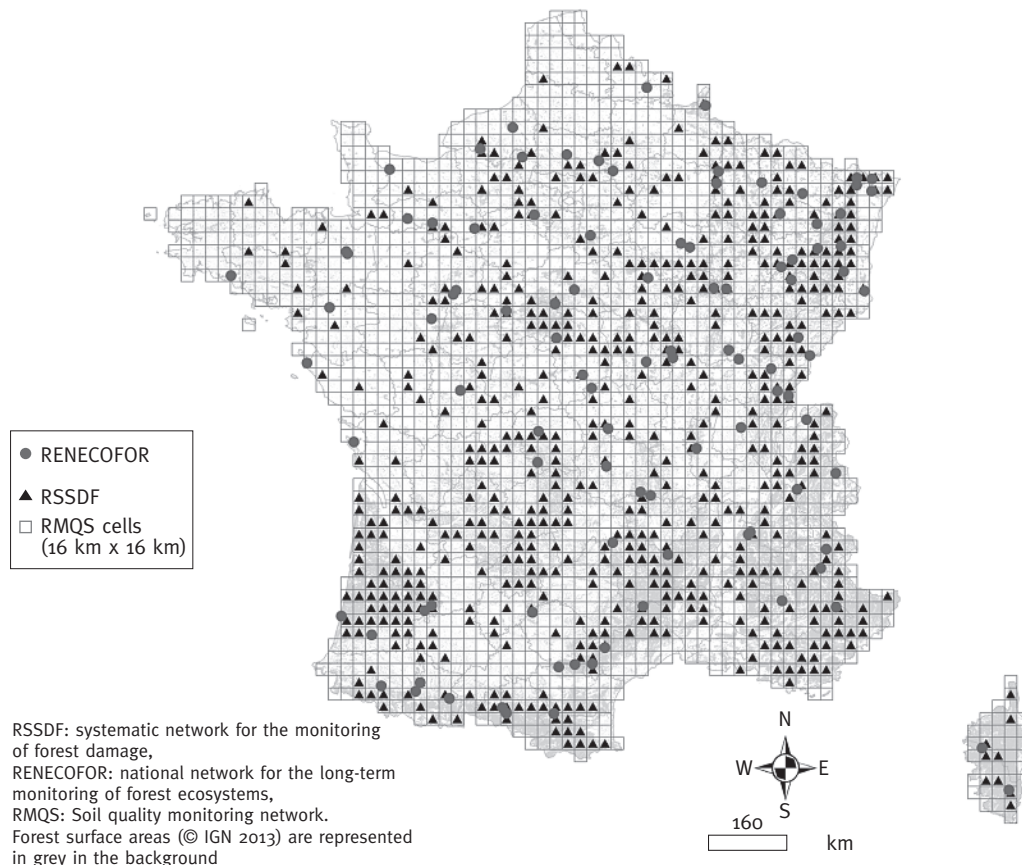 RENECOFOR
RSSDF
RMQS cells
(16 km x 16 km)
RSSDF: systematic network for the monitoring
of forest damage,
RENECOFOR: national network for the long-term
monitoring of forest ecosystems,
RMQS: Soil quality monitoring network.
Forest surface areas (© IGN 2013) are represented
in grey in the background
N
W E
S
160
km